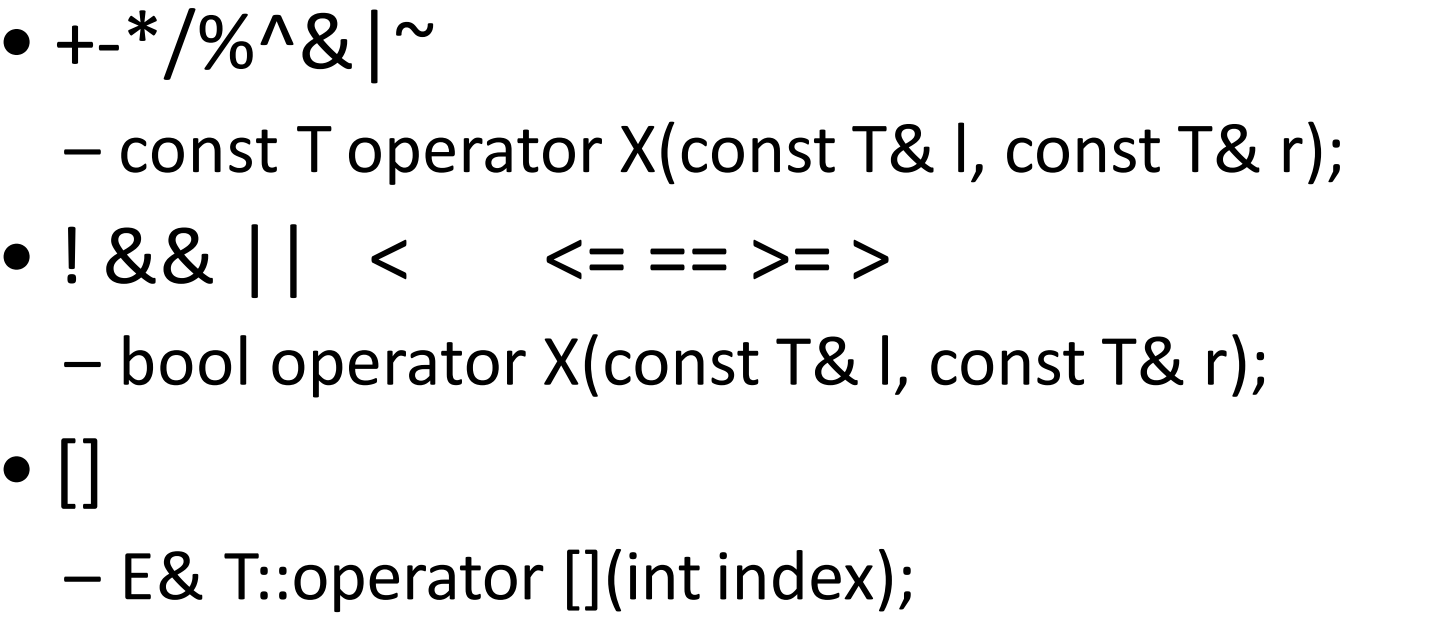 • +-*/%^&|~
– const T operator X(const T& l, const T& r);
• ! && || < <= == >= >
– bool operator X(const T& l, const T& r);
• []
– E& T::operator [](int index);